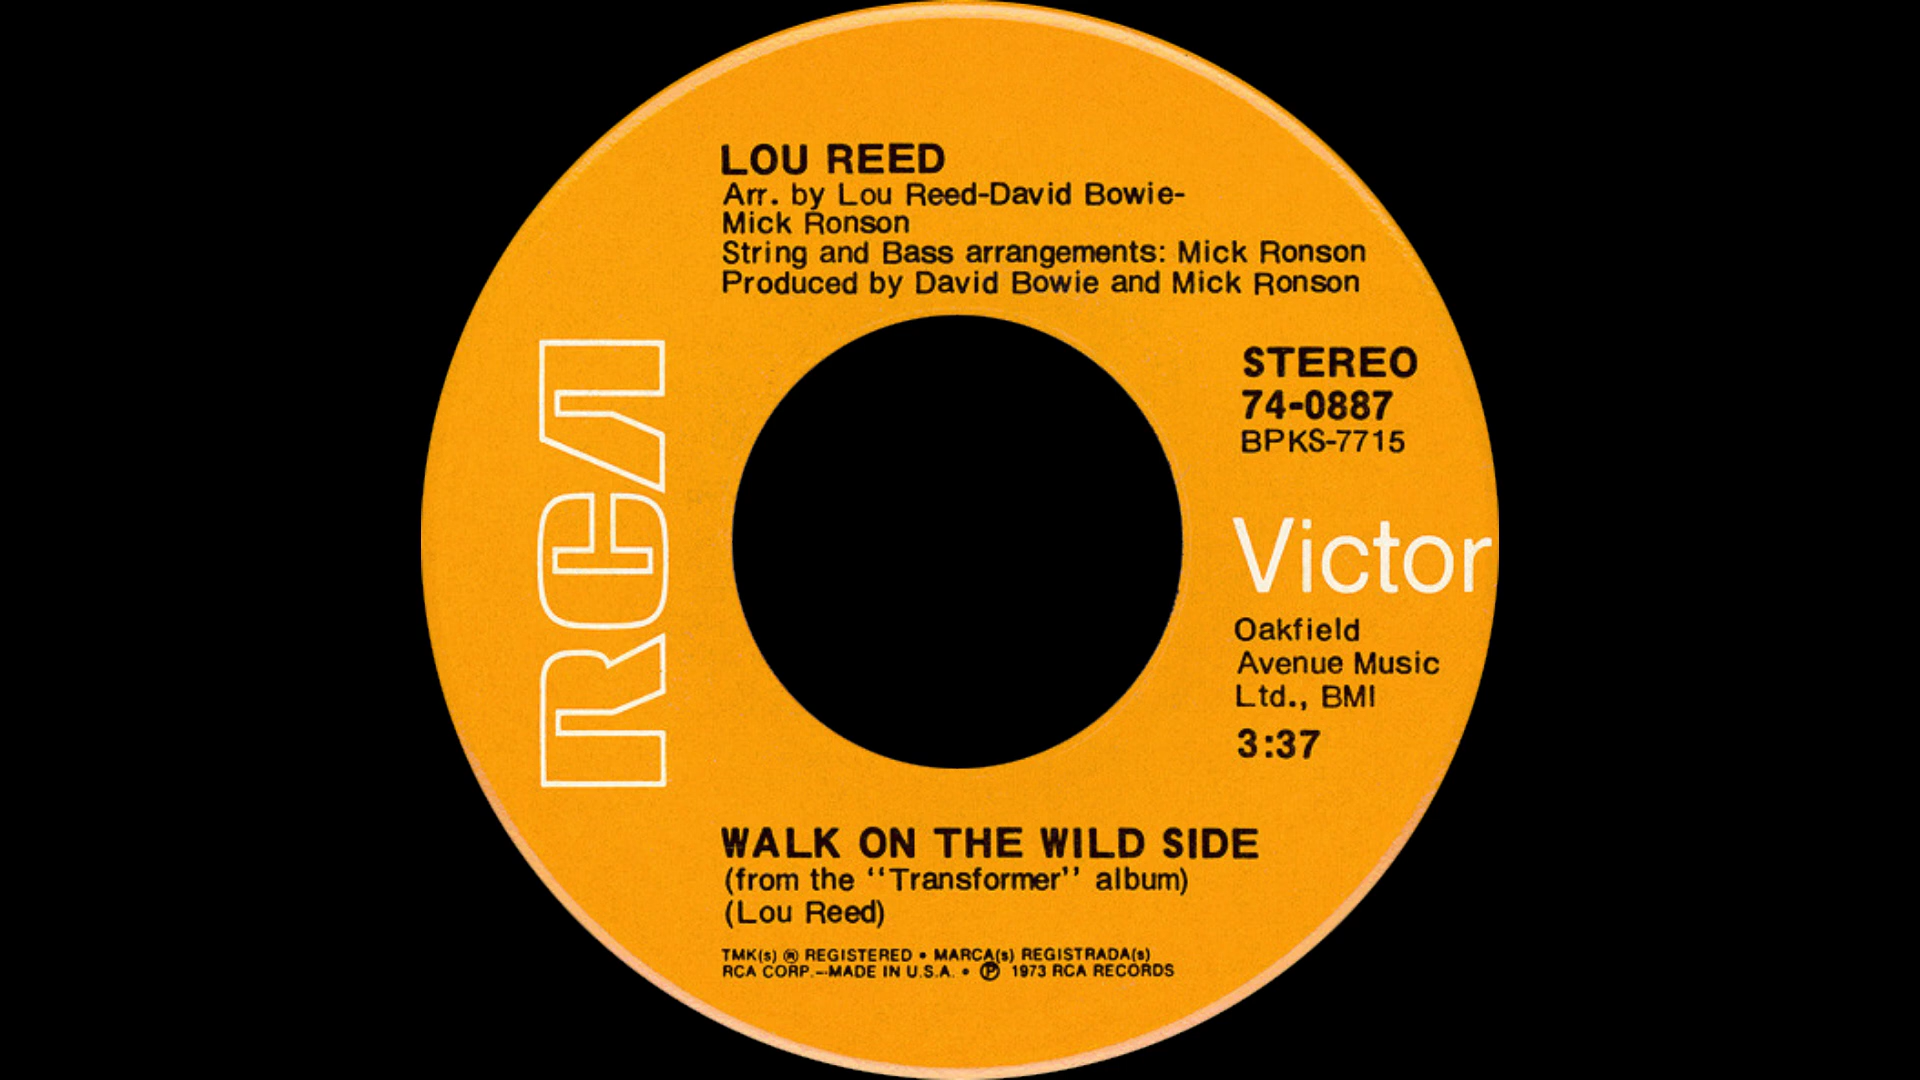 LOU REED
Arr. by Lou Reed-David Bowie-
Mick Ronson
String and Bass arrangements: Mick Ronson
Produced by David Bowie and Mick Ronson
RCA
STEREO
74-0887
BPKS-7715
Victor
Oakfield
Avenue Music
Ltd., BMI
3:37
WALK ON THE WILD SIDE
(from the “Transformer” album)
(Lou Reed)
TMK(s) ® REGISTERED • MARCA(s) REGISTRADA(s)
RCA CORP.—MADE IN U.S.A. • ℗ 1973 RCA RECORDS